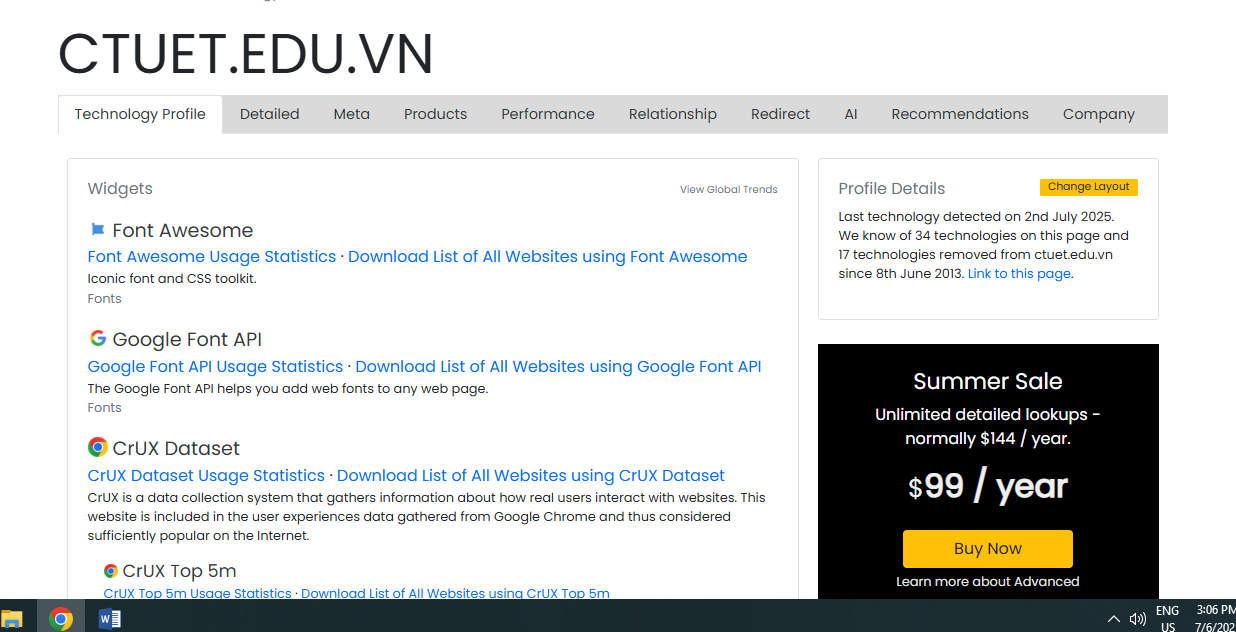 CTUET.EDU.VN
Technology Profile
Detailed
Meta
Products
Performance
Relationship
Redirect
AI
Recommendations
Company
Widgets
View Global Trends
Font Awesome
Font Awesome Usage Statistics · Download List of All Websites using Font Awesome
Iconic font and CSS toolkit.
Fonts
Google Font API
Google Font API Usage Statistics · Download List of All Websites using Google Font API
The Google Font API helps you add web fonts to any web page.
Fonts
CrUX Dataset
CrUX Dataset Usage Statistics · Download List of All Websites using CrUX Dataset
CrUX is a data collection system that gathers information about how real users interact with websites. This
website is included in the user experiences data gathered from Google Chrome and thus considered
sufficiently popular on the Internet.
CrUX Top 5m
CrUX Top 5m Usage Statistics · Download List of All Websites using CrUX Top 5m
Profile Details
Change Layout
Last technology detected on 2nd July 2025.
We know of 34 technologies on this page and
17 technologies removed from ctuet.edu.vn
since 8th June 2013. Link to this page.
Summer Sale
Unlimited detailed lookups -
normally $144 / year.
$99 / year
Buy Now
Learn more about Advanced
W
ENG
US
3:06 PM
7/6/202